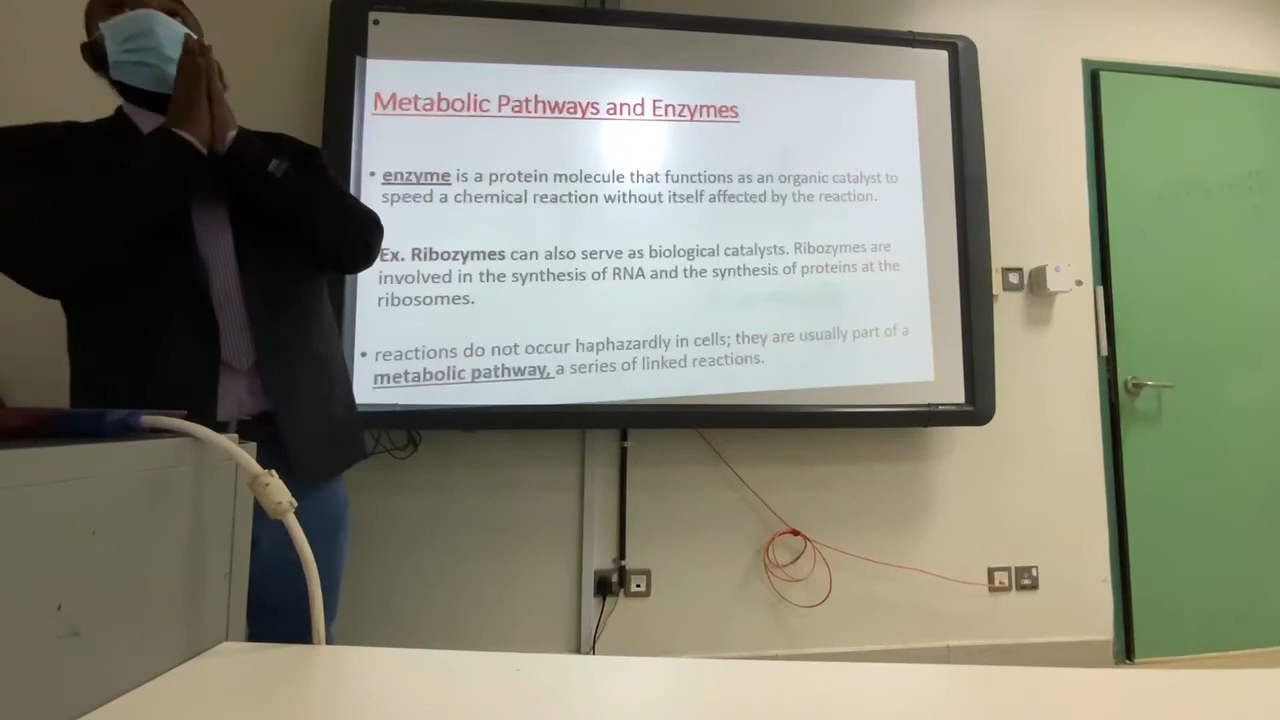 Metabolic Pathways and Enzymes
• enzyme is a protein molecule that functions as an organic catalyst to
speed a chemical reaction without itself affected by the reaction.
Ex. Ribozymes can also serve as biological catalysts. Ribozymes are
involved in the synthesis of RNA and the synthesis of proteins at the
ribosomes.
• reactions do not occur haphazardly in cells; they are usually part of a
metabolic pathway, a series of linked reactions.